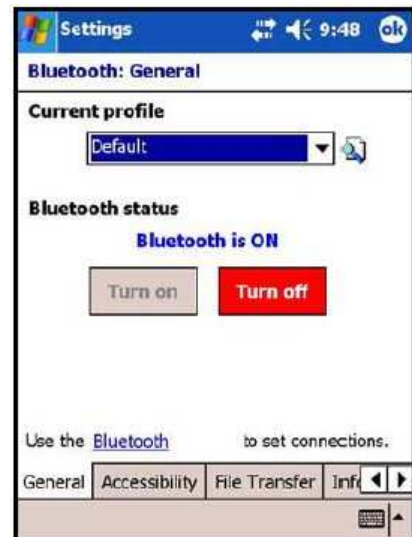 Settings 9:48 ok
Bluetooth: General
Current profile
Default
Bluetooth status
Bluetooth is ON
Turn on Turn off
Use the Bluetooth to set connections.
General Accessibility File Transfer